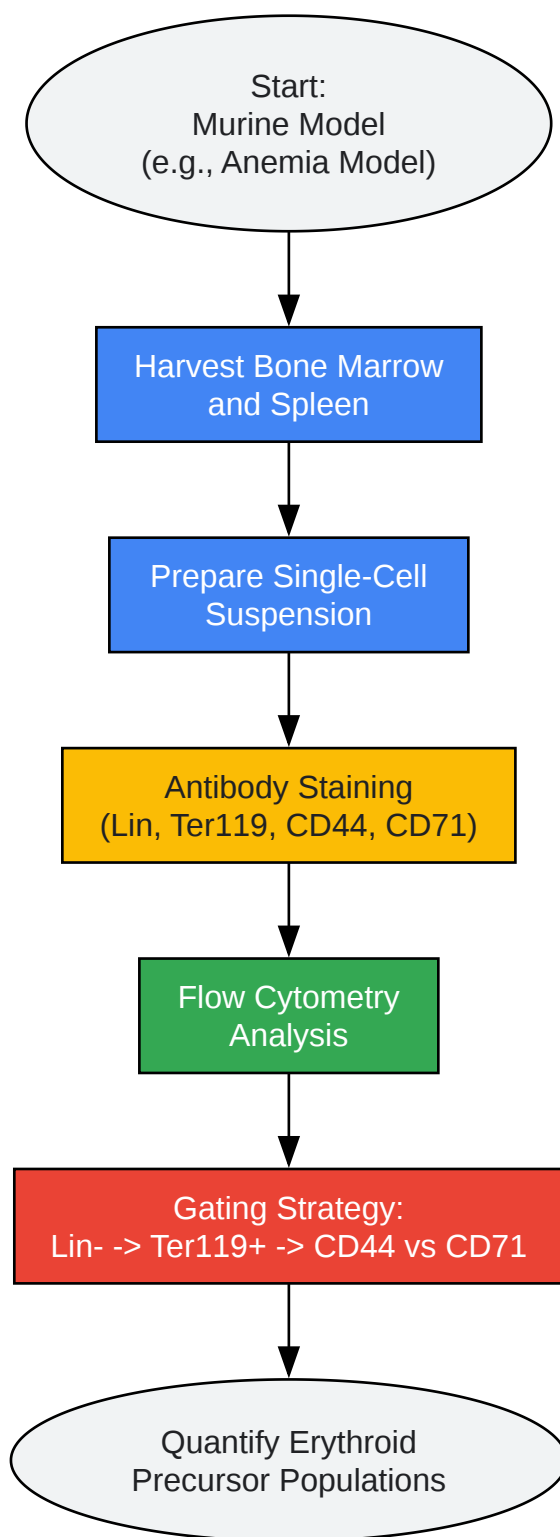 Start:
Murine Model
(e.g., Anemia Model)
Harvest Bone Marrow
and Spleen
Prepare Single-Cell
Suspension
Antibody Staining
(Lin, Ter119, CD44, CD71)
Flow Cytometry
Analysis
Gating Strategy:
Lin- -> Ter119+ -> CD44 vs CD71
Quantify Erythroid
Precursor Populations